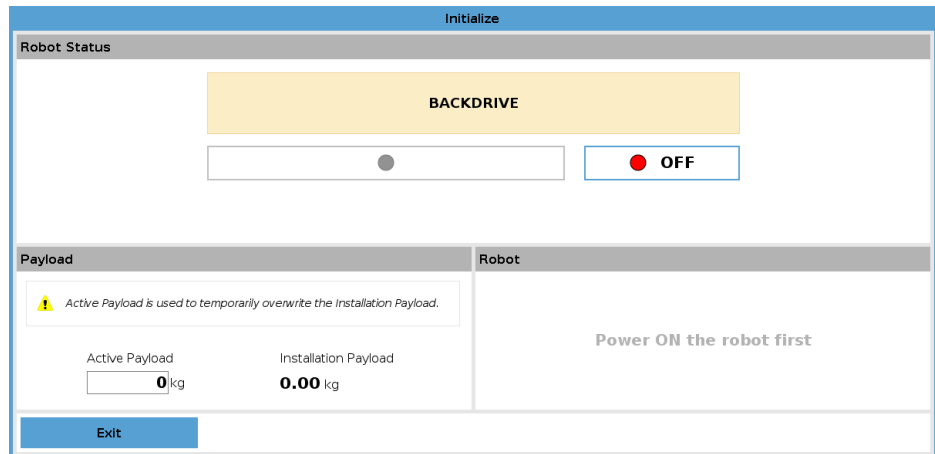 Initialize
Robot Status
BACKDRIVE
OFF
Payload
Active Payload is used to temporarily overwrite the Installation Payload.
Active Payload
Installation Payload
0 kg
0.00 kg
Robot
Power ON the robot first
Exit